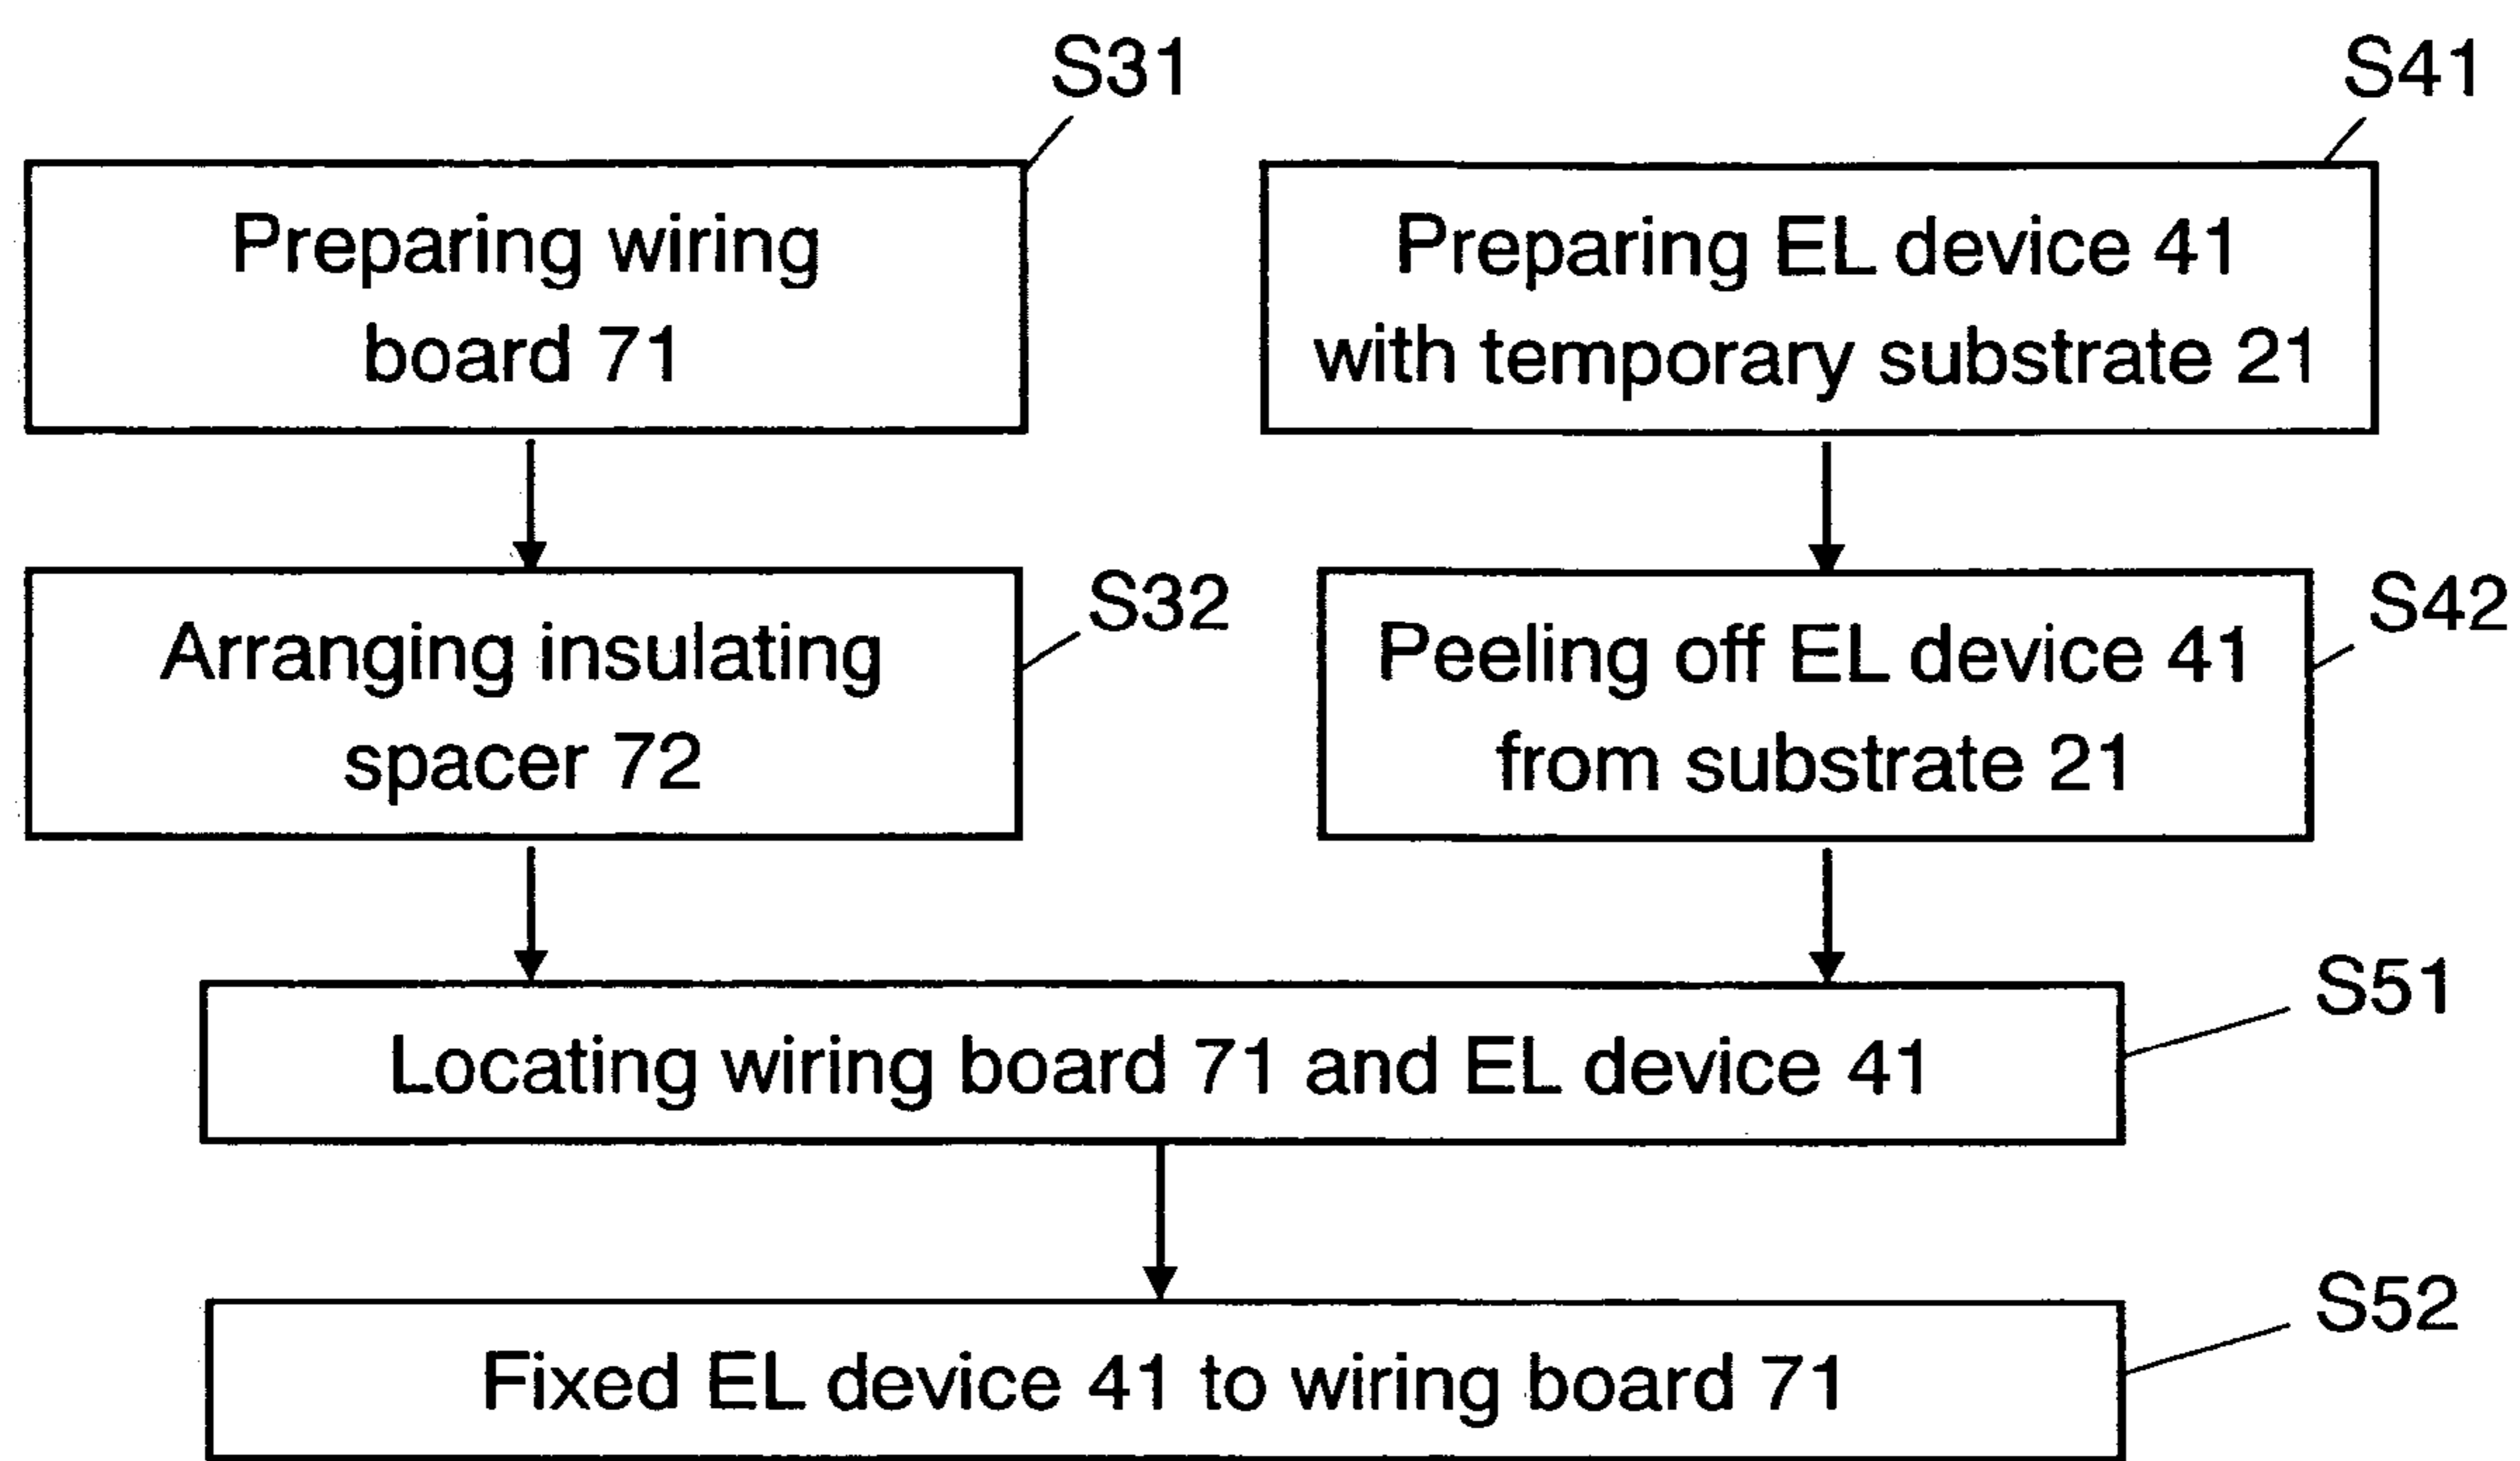 S31
Preparing wiring
board 71
S41
Preparing EL device 41
with temporary substrate 21
S32
Arranging insulating
spacer 72
S42
Peeling off EL device 41
from substrate 21
S51
Locating wiring board 71 and EL device 41
S52
Fixed EL device 41 to wiring board 71